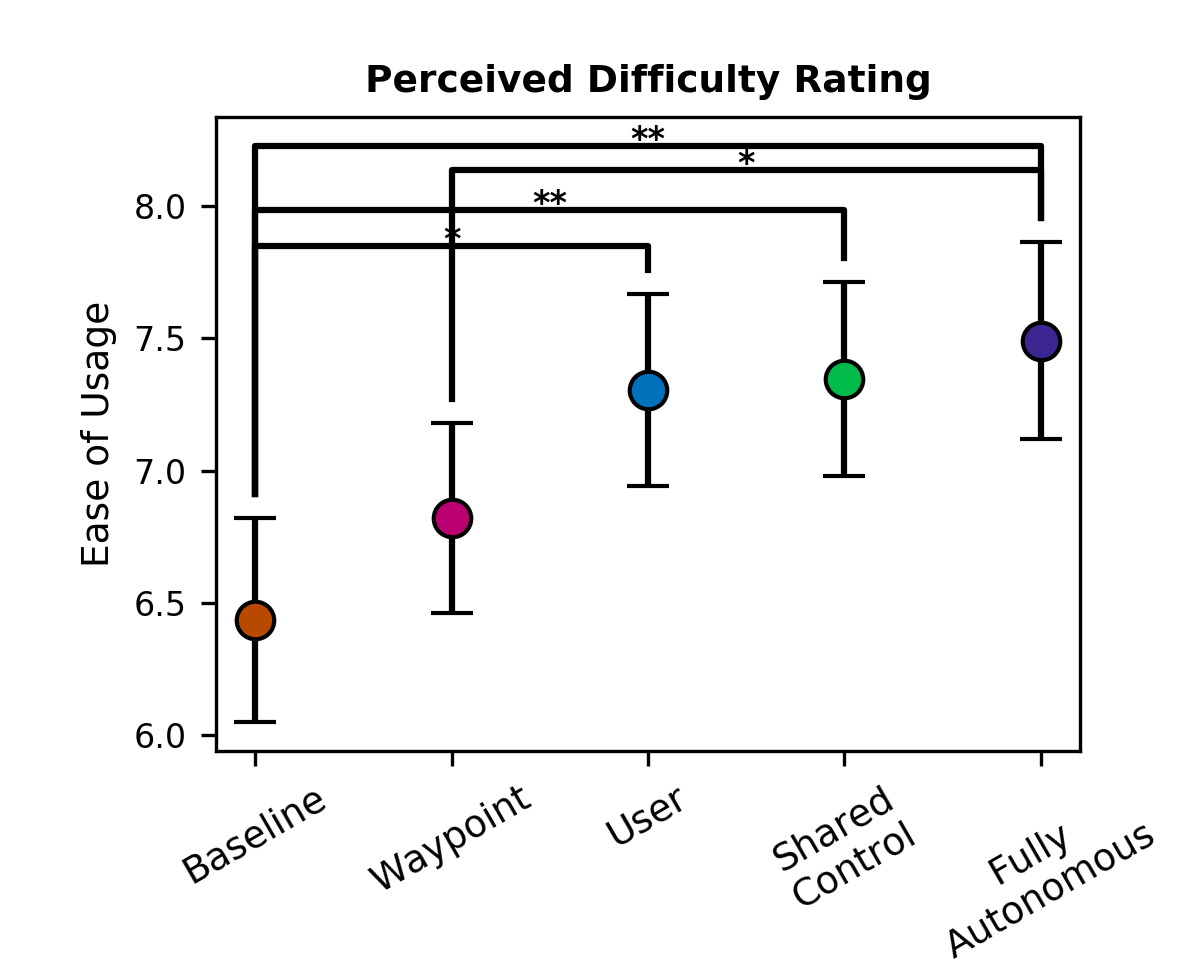 Perceived Difficulty Rating
**
*
**
*
8.0
7.5
7.0
6.5
6.0
Ease of Usage
Baseline
Waypoint
User
Shared
Control
Fully
Autonomous